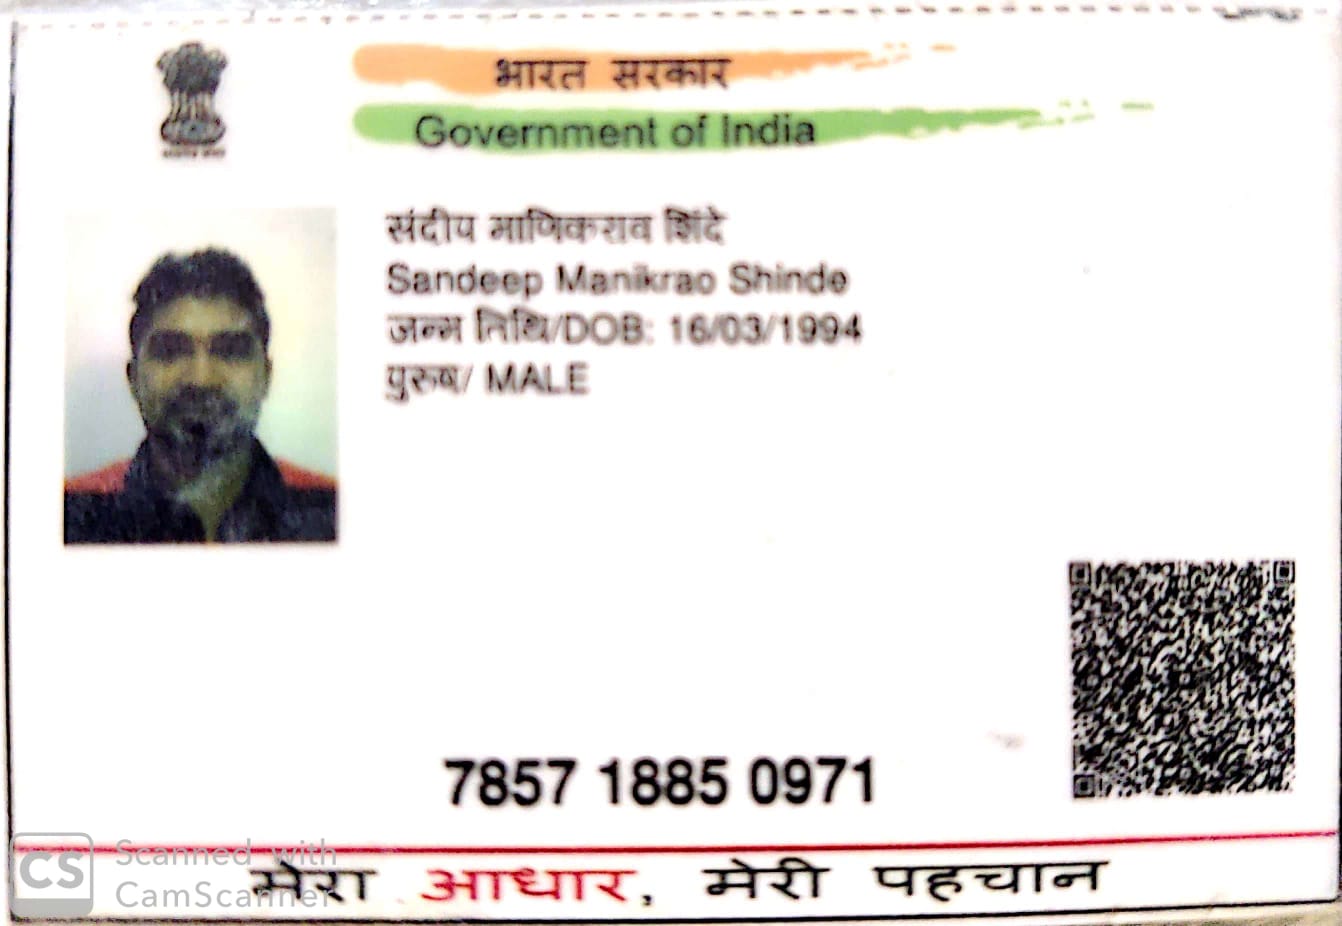 भारत सरकार
Government of India
संदीप माणिकराव शिंदे
Sandeep Manikrao Shinde
जन्म तिथि/DOB: 16/03/1994
पुरुष/ MALE
7857 1885 0971
मेरा आधार, मेरी पहचान
CS Scanned with
CamScanner